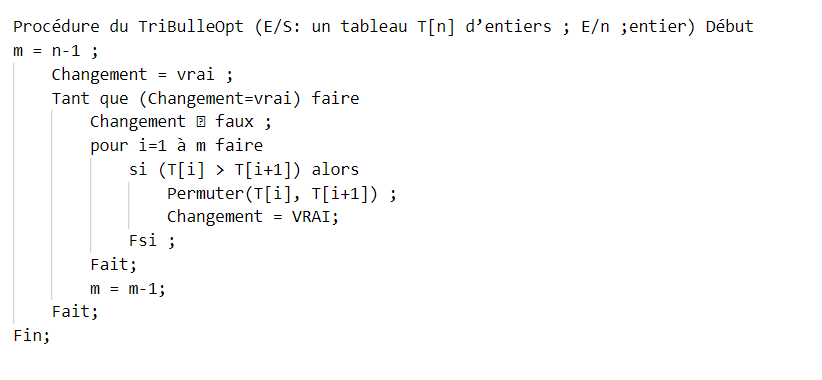 Procédure du TriBulleOpt (E/S: un tableau T[n] d’entiers ; E/n ;entier) Début
m = n-1 ;
Changement = vrai ;
Tant que (Changement=vrai) faire
Changement  faux ;
pour i=1 à m faire
si (T[i] > T[i+1]) alors
Permuter(T[i], T[i+1]) ;
Changement = VRAI;
Fsi ;
Fait;
m = m-1;
Fait;
Fin;